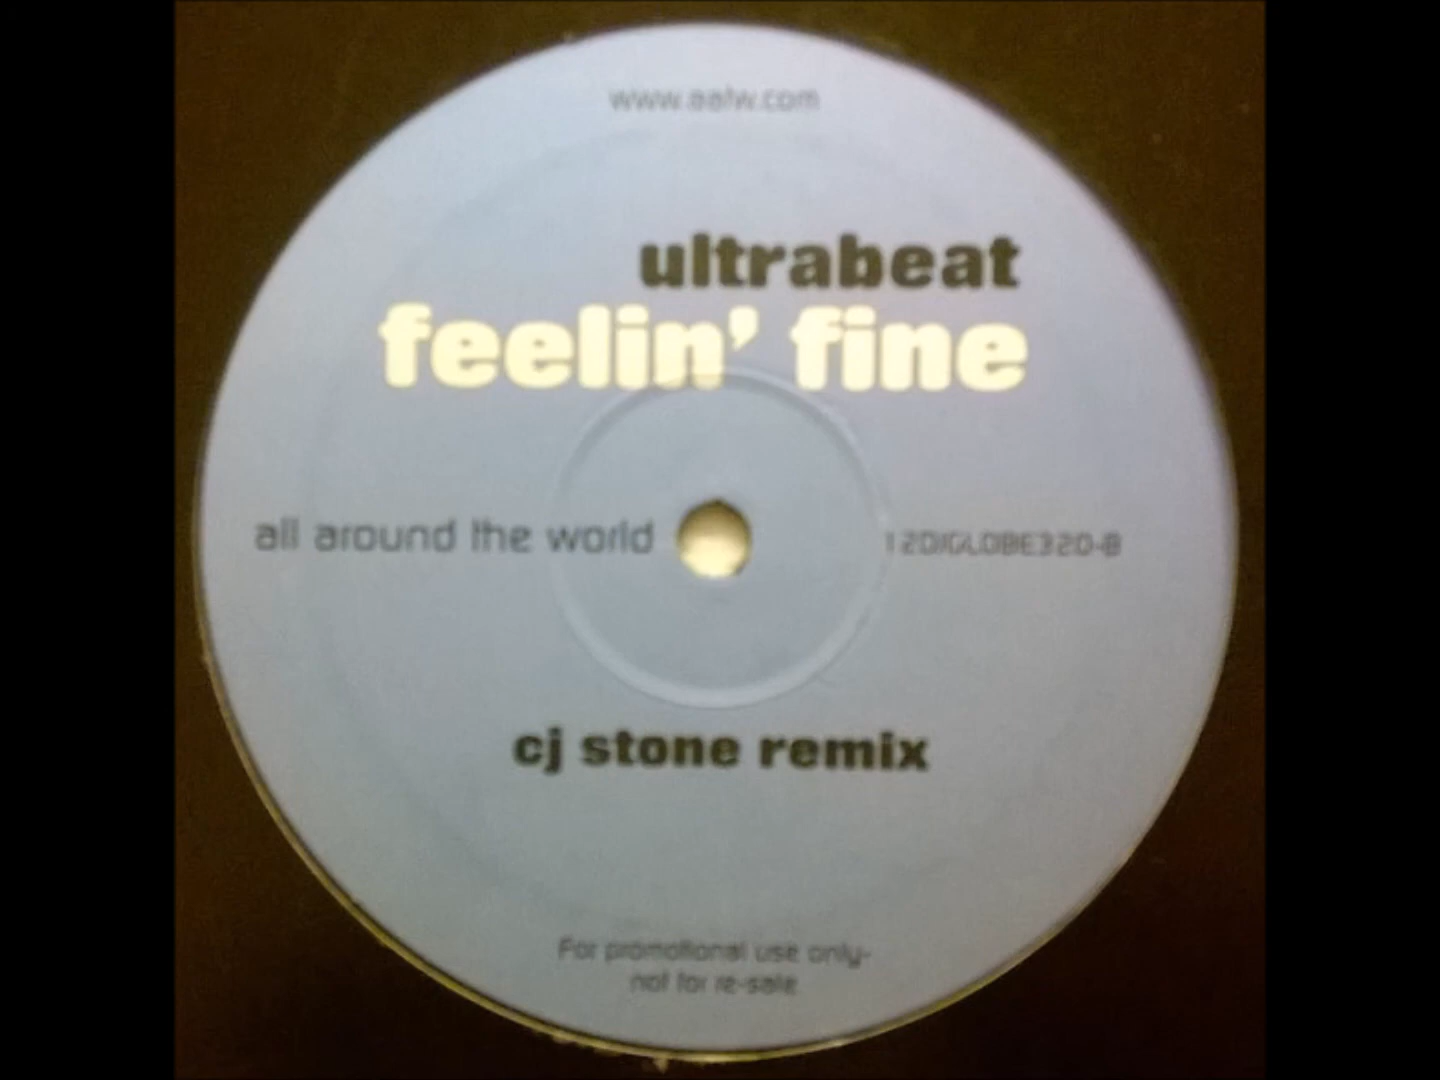 www.aatw.com
ultrabeat
feelin' fine
all around the world
12DIGLOBE320-B
cj stone remix
For promotional use only-
not for re-sale